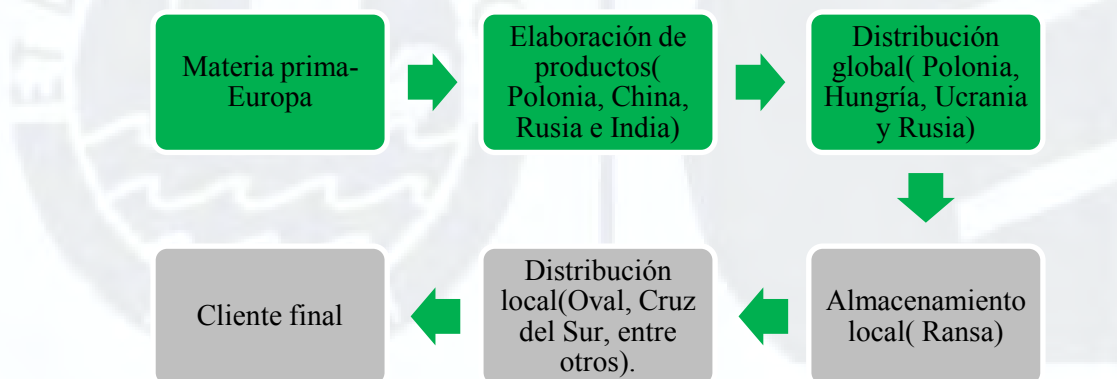 Materia prima-
Europa
Elaboración de
productos(
Polonia, China,
Rusia e India)
Distribución
global( Polonia,
Hungría, Ucrania
y Rusia)
Almacenamiento
local( Ransa)
Distribución
local(Oval, Cruz
del Sur, entre
otros).
Cliente final